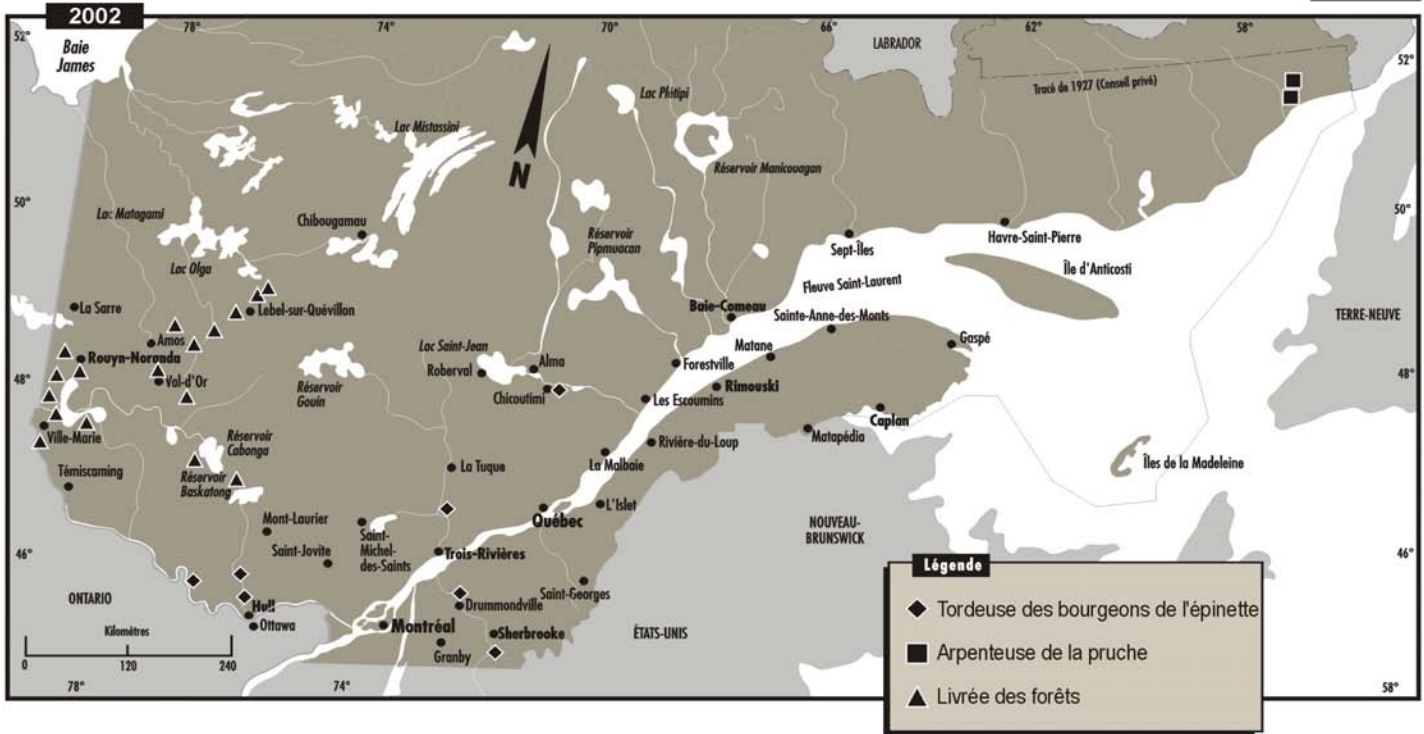 2002
78°
74°
70°
66°
62°
58°
52°
Baie
James
LABRADOR
52°
Tracé de 1927 (Conseil privé)
Lac Plétipi
Lac Mistassini
N
Réservoir Manicouagan
50°
Lac Matagami
Chibougamau
Réservoir
Pipmuacan
50°
Sept-Îles
Havre-Saint-Pierre
Lac Olga
Île d'Anticosti
Fleuve Saint-Laurent
La Sarre
Lebel-sur-Quévillon
Baie-Comeau
Sainte-Anne-des-Monts
TERRE-NEUVE
Amos
Gaspé
Rouyn-Noranda
Lac Saint-Jean
Alma
Matane
Forestville
48°
Val-d'Or
Réservoir
Gouin
Roberval
Chicoutimi
Rimouski
48°
Les Escoumins
Caplan
Ville-Marie
Réservoir
Cabonga
Matapédia
Rivière-du-Loup
La Malbaie
Îles de la Madeleine
Témiscaming
Réservoir
Baskatong
La Tuque
L'Islet
Québec
Mont-Laurier
Saint-
Michel-
des-Saints
NOUVEAU-
BRUNSWICK
46°
Saint-Jovite
Trois-Rivières
46°
Saint-Georges
ONTARIO
Hull
Ottawa
Drummondville
Montréal
Sherbrooke
Granby
ÉTATS-UNIS
Kilomètres
0
120
240
78°
74°
58°
Légende
Tordeuse des bourgeons de l'épinette
Arpenteuse de la pruche
Livrée des forêts